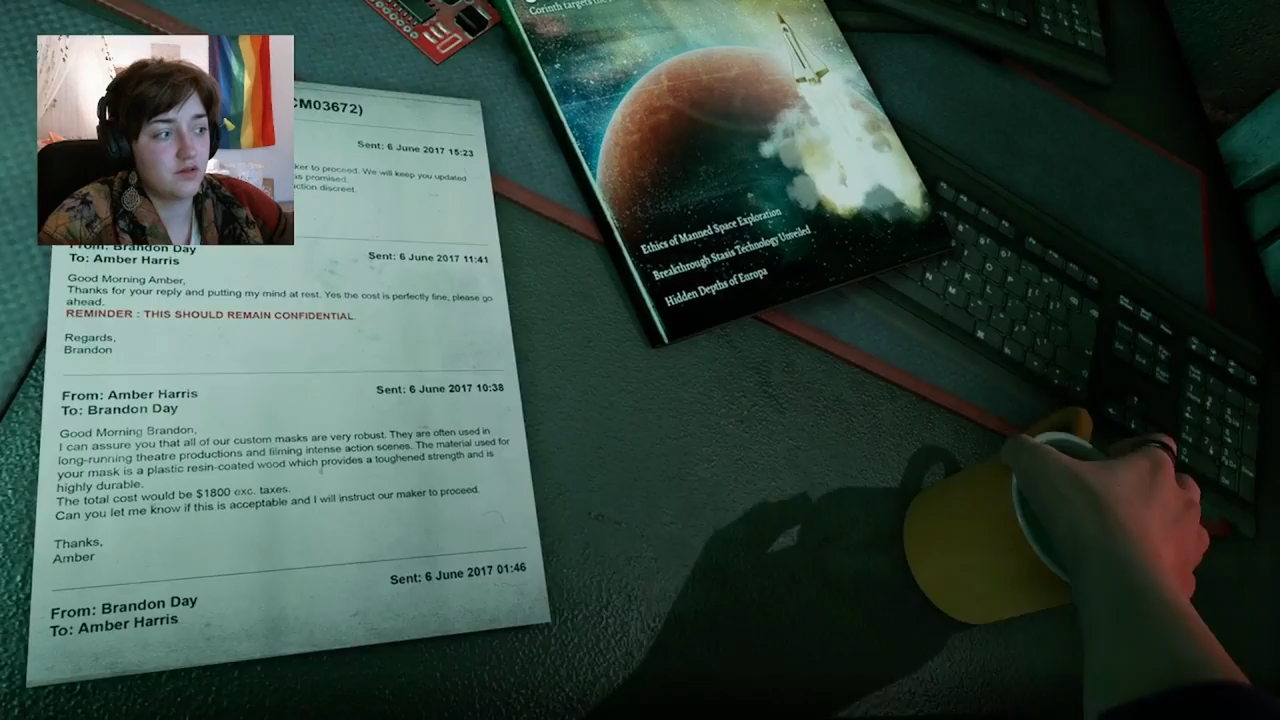 CM03672)
Sent: 6 June 2017 15:23
ker to proceed. We will keep you updated
as promised.
ction discreet.
From: Brandon Day
To: Amber Harris
Sent: 6 June 2017 11:41
Good Morning Amber,
Thanks for your reply and putting my mind at rest. Yes the cost is perfectly fine, please go
ahead.
REMINDER : THIS SHOULD REMAIN CONFIDENTIAL
Regards,
Brandon
From: Amber Harris
Sent: 6 June 2017 10:38
To: Brandon Day
Good Morning Brandon,
I can assure you that all of our custom masks are very robust. They are often used in
long-running theatre productions and filming intense action scenes. The material used for
your mask is a plastic resin-coated wood which provides a toughened strength and is
highly durable.
The total cost would be $1800 exc. taxes.
Can you let me know if this is acceptable and I will instruct our maker to proceed.
Thanks,
Amber
Sent: 6 June 2017 01:46
From: Brandon Day
To: Amber Harris
Corinth targets the
Ethics of Manned Space Exploration
Breakthrough Stasis Technology Unveiled
Hidden Depths of Europa